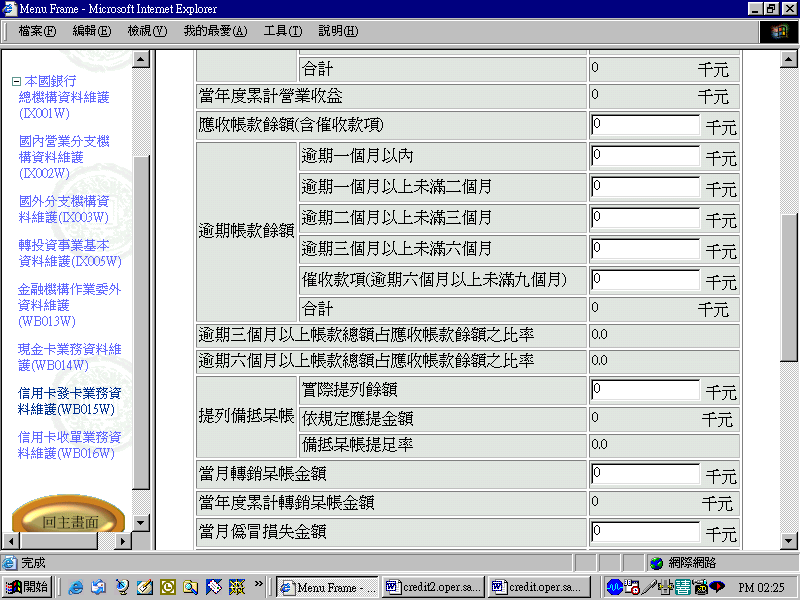 Menu Frame - Microsoft Internet Explorer
檔案(F) 編輯(E) 檢視(V) 我的最愛(A) 工具(T) 說明(H)
本國銀行
總機構資料維護
(IX001W)
國內營業分支機
構資料維護
(IX002W)
國外分支機構資
料維護(IX003W)
轉投資事業基本
資料維護(IX005W)
金融機構作業委外
資料維護
(WB013W)
現金卡業務資料維
護(WB014W)
信用卡發卡業務資
料維護(WB015W)
信用卡收單業務資
料維護(WB016W)
回主畫面
合計 0 千元
當年度累計營業收益 0 千元
應收帳款餘額(含催收款項) 0 千元
逾期帳款餘額
逾期一個月以內 0 千元
逾期一個月以上未滿二個月 0 千元
逾期二個月以上未滿三個月 0 千元
逾期三個月以上未滿六個月 0 千元
催收款項(逾期六個月以上未滿九個月) 0 千元
合計 0 千元
逾期三個月以上帳款總額占應收帳款餘額之比率 0.0
逾期六個月以上帳款總額占應收帳款餘額之比率 0.0
提列備抵呆帳
實際提列餘額 0 千元
依規定應提金額 0 千元
備抵呆帳提足率 0.0
當月轉銷呆帳金額 0 千元
當年度累計轉銷呆帳金額 0 千元
當月偽冒損失金額 0 千元
完成 網際網路
開始 Menu Frame - ... credit2.oper.sa... credit.oper.sa... PM 02:25